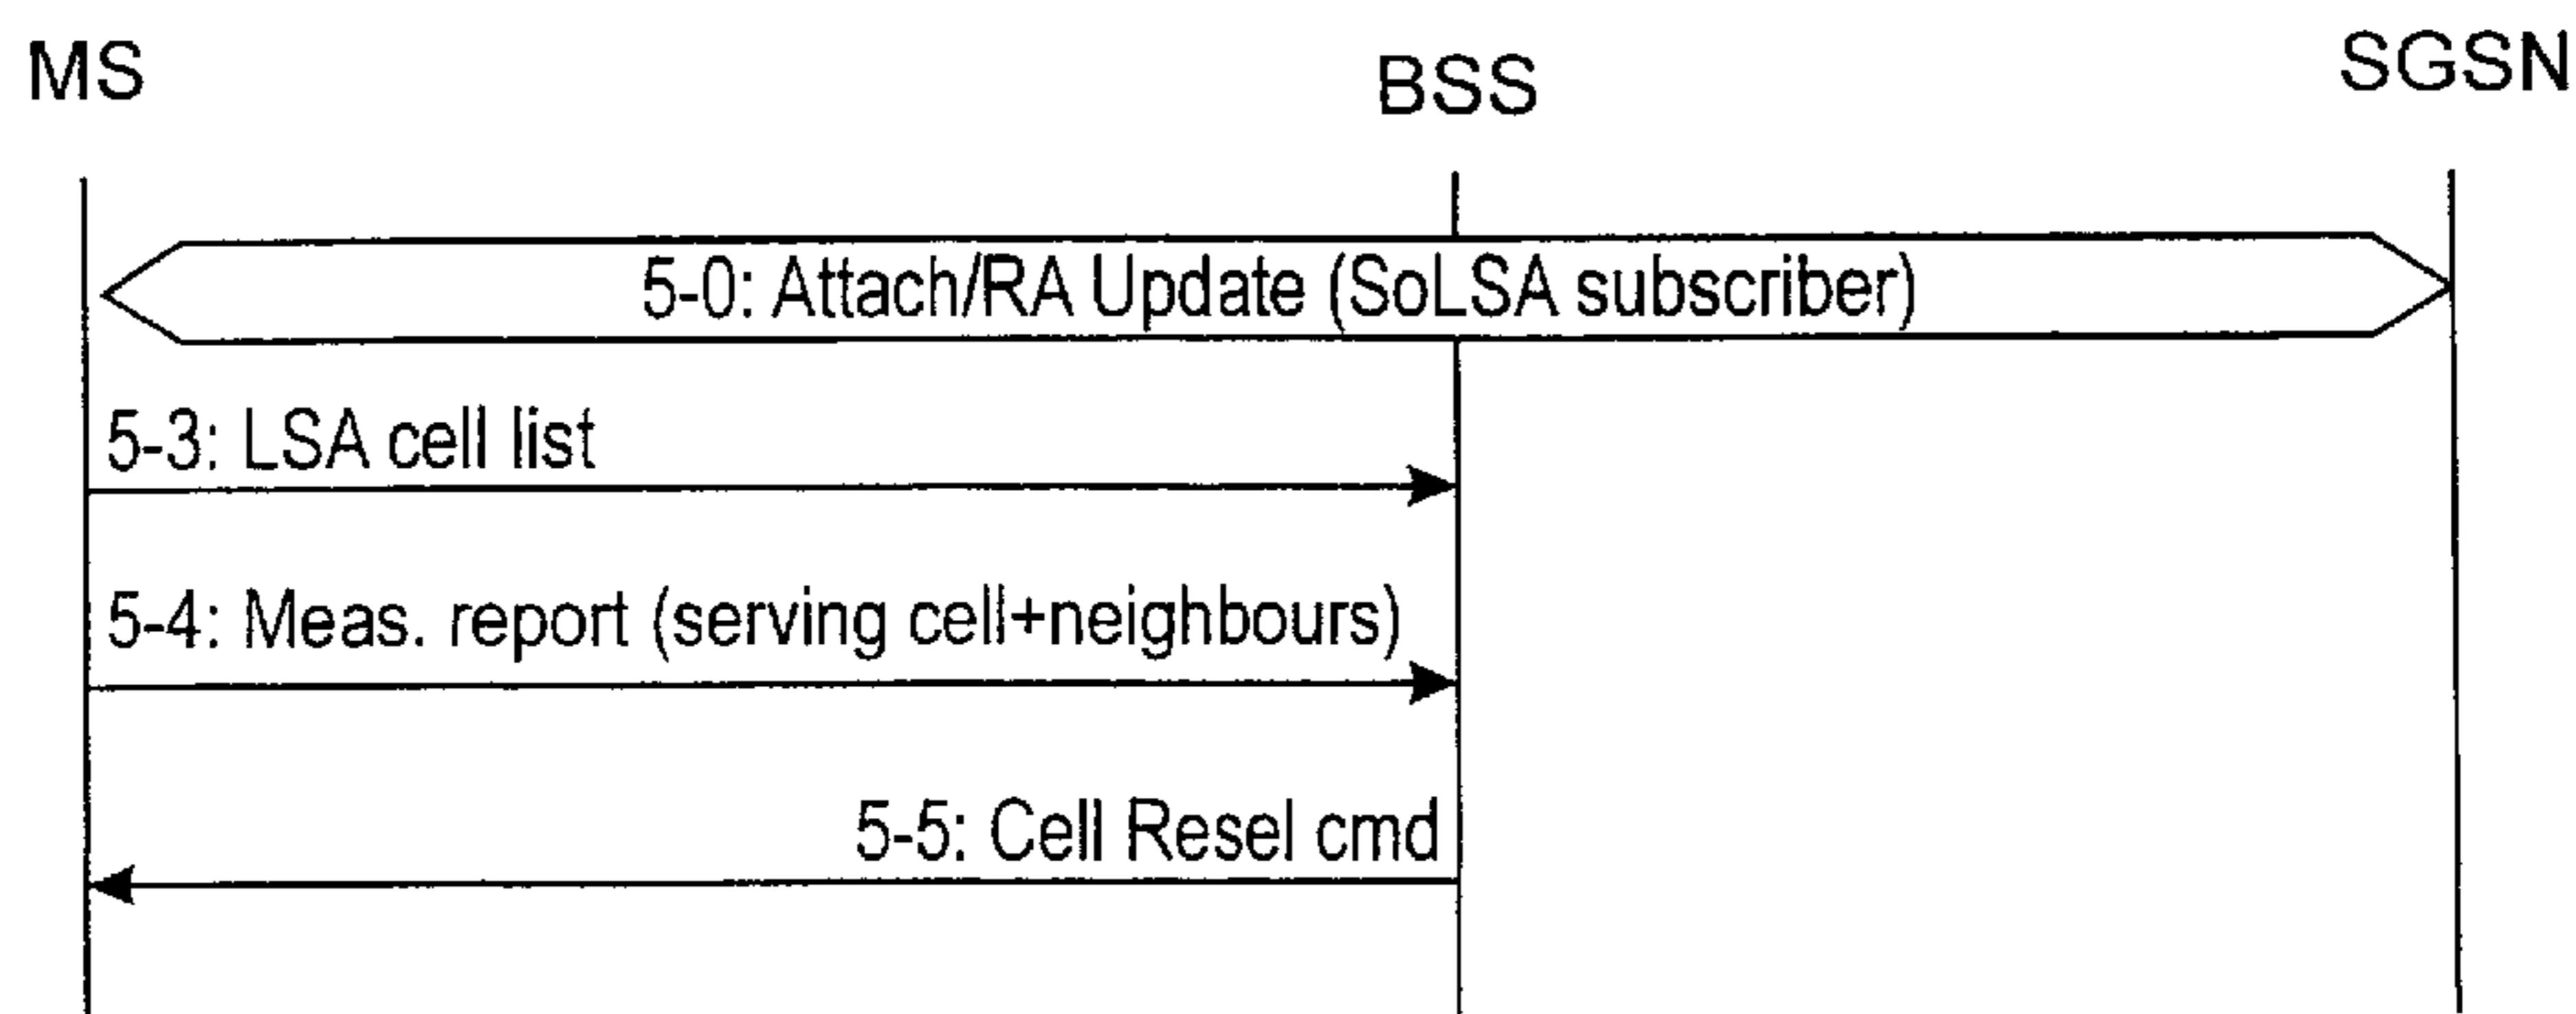 MS
BSS
SGSN
5-0: Attach/RA Update (SoLSA subscriber)
5-3: LSA cell list
5-4: Meas. report (serving cell+neighbours)
5-5: Cell Resel cmd